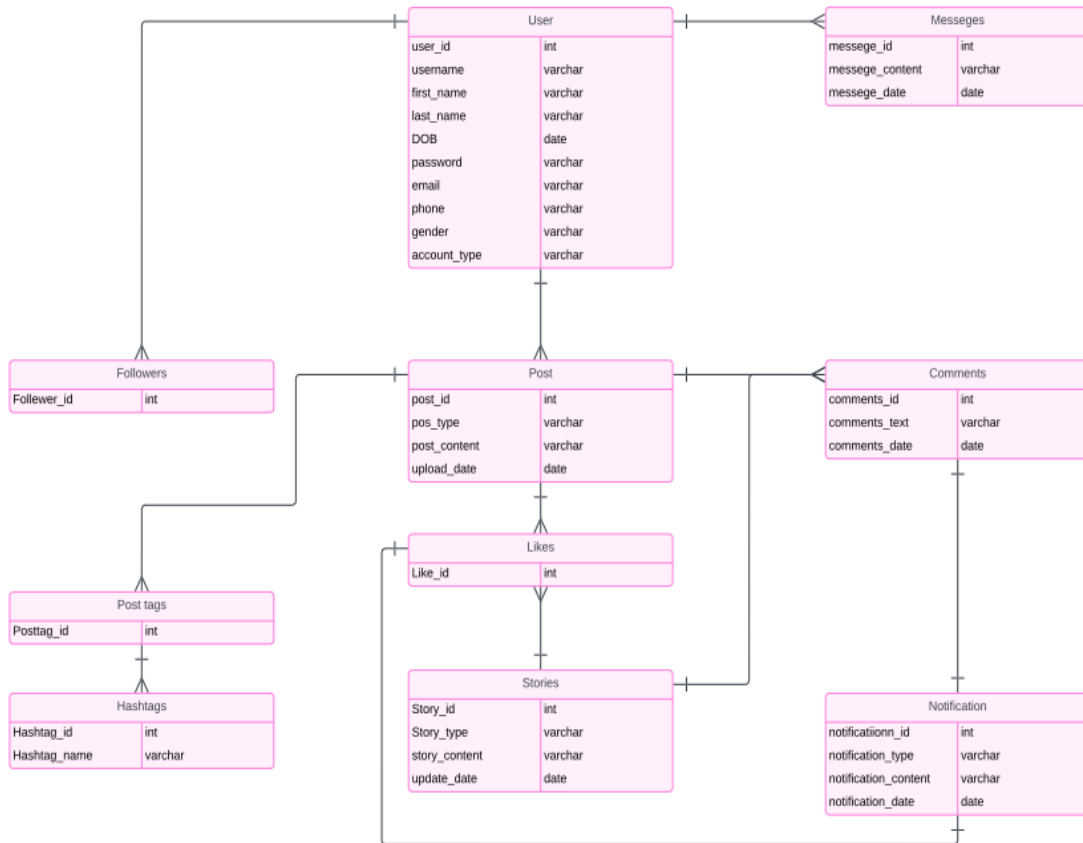 User
user_id int
username varchar
first_name varchar
last_name varchar
DOB date
password varchar
email varchar
phone varchar
gender varchar
account_type varchar
Messeges
messege_id int
messege_content varchar
messege_date date
Followers
Follewer_id int
Post
post_id int
pos_type varchar
post_content varchar
upload_date date
Comments
comments_id int
comments_text varchar
comments_date date
Likes
Like_id int
Post tags
Posttag_id int
Stories
Story_id int
Story_type varchar
story_content varchar
update_date date
Hashtags
Hashtag_id int
Hashtag_name varchar
Notification
notificatiionn_id int
notification_type varchar
notification_content varchar
notification_date date